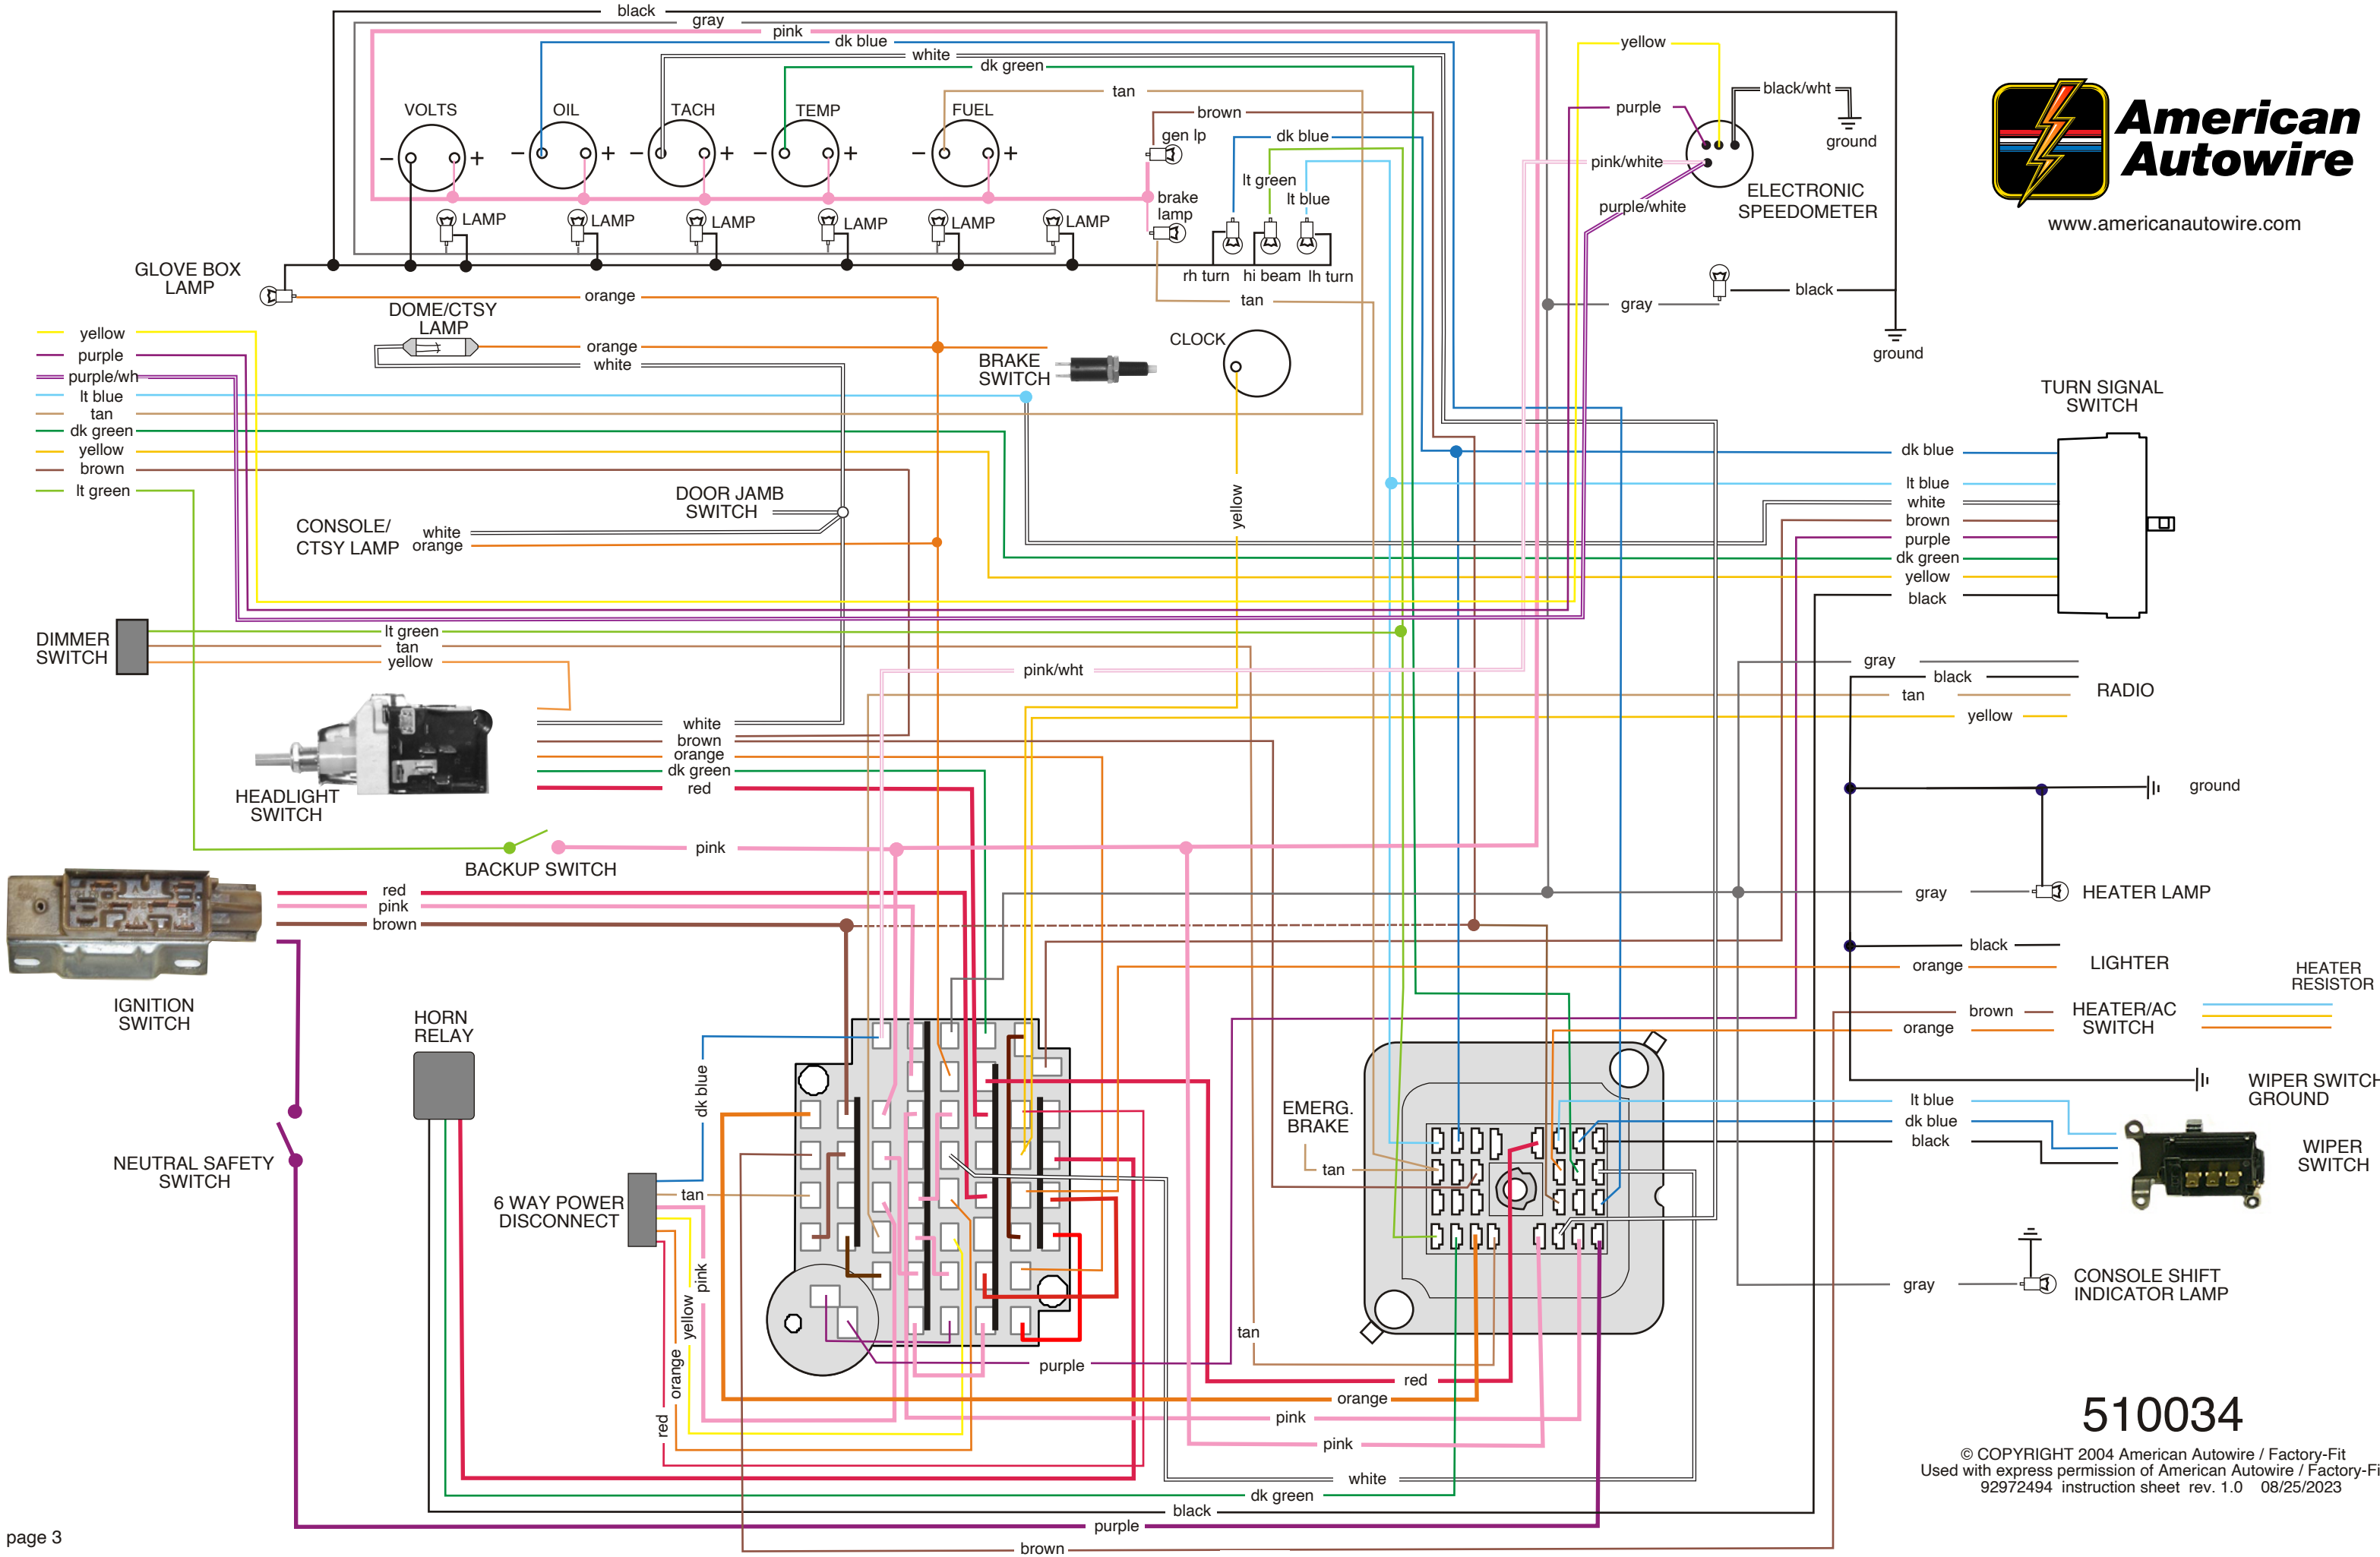 black
gray
pink
dk blue
white
dk green
tan
brown
yellow
purple
black/wht
ground
American
Autowire
www.americanautowire.com
VOLTS
OIL
TACH
TEMP
FUEL
− +
− +
− +
− +
− +
gen lp
dk blue
lt green
lt blue
brake
lamp
pink/white
purple/white
ELECTRONIC
SPEEDOMETER
LAMP
LAMP
LAMP
LAMP
LAMP
LAMP
rh turn
hi beam
lh turn
GLOVE BOX
LAMP
orange
tan
gray
black
ground
DOME/CTSY
LAMP
orange
white
BRAKE
SWITCH
CLOCK
yellow
purple
purple/wh
lt blue
tan
dk green
yellow
brown
lt green
TURN SIGNAL
SWITCH
dk blue
lt blue
white
brown
purple
dk green
yellow
black
DOOR JAMB
SWITCH
CONSOLE/
CTSY LAMP
white
orange
yellow
DIMMER
SWITCH
lt green
tan
yellow
pink/wht
gray
black
tan
yellow
RADIO
HEADLIGHT
SWITCH
white
brown
orange
dk green
red
ground
BACKUP SWITCH
pink
IGNITION
SWITCH
red
pink
brown
gray
HEATER LAMP
black
orange
LIGHTER
HEATER
RESISTOR
brown
orange
HEATER/AC
SWITCH
HORN
RELAY
dk blue
WIPER SWITCH
GROUND
lt blue
dk blue
black
WIPER
SWITCH
EMERG.
BRAKE
tan
NEUTRAL SAFETY
SWITCH
6 WAY POWER
DISCONNECT
tan
pink
yellow
orange
red
gray
CONSOLE SHIFT
INDICATOR LAMP
tan
purple
red
orange
pink
pink
white
dk green
black
purple
brown
510034
© COPYRIGHT 2004 American Autowire / Factory-Fit
Used with express permission of American Autowire / Factory-Fi
92972494 instruction sheet rev. 1.0 08/25/2023
page 3